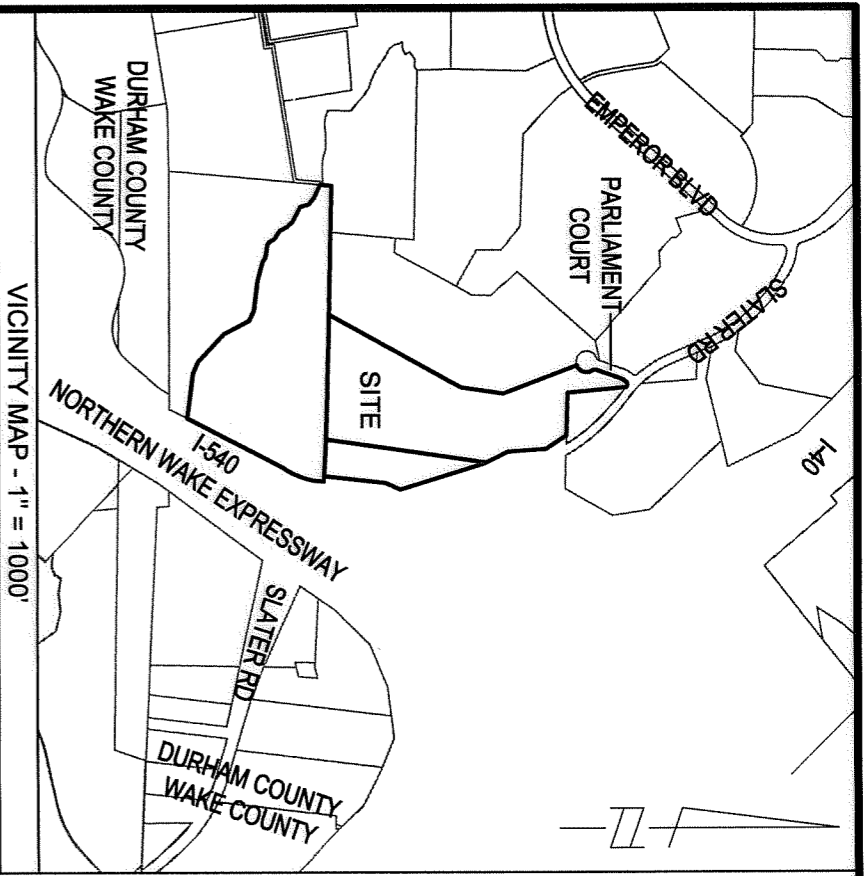 EMPEROR BLVD
PARLIAMENT
COURT
SLATER RD
I-40
DURHAM COUNTY
WAKE COUNTY
SITE
I-540
NORTHERN WAKE EXPRESSWAY
SLATER RD
DURHAM COUNTY
WAKE COUNTY
N
VICINITY MAP - 1" = 1000'